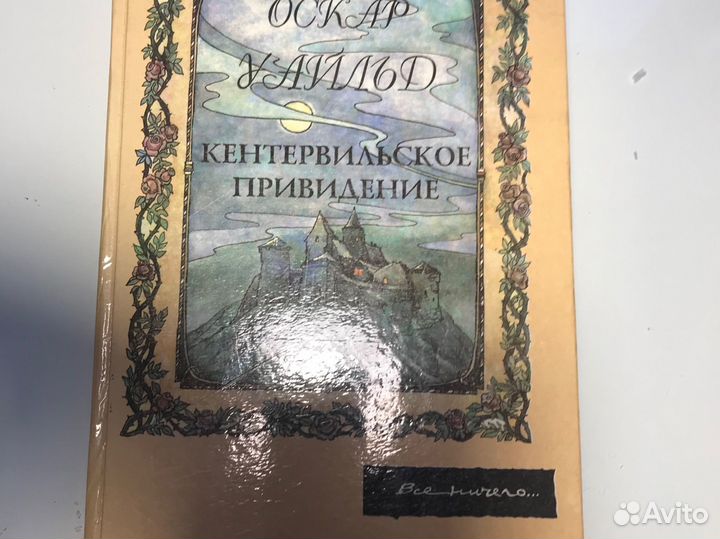 ОСКАР
УАЙЛЬД
КЕНТЕРВИЛЬСКОЕ
ПРИВИДЕНИЕ
Все ничего...
Avito